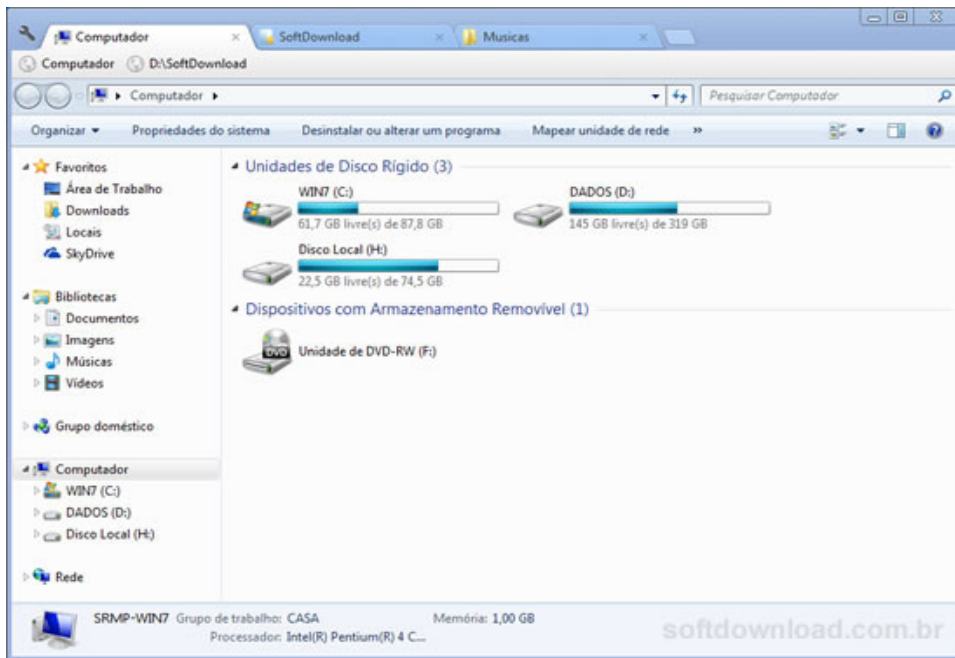 Computador
SoftDownload
Musicas
Computador D:\SoftDownload
Computador
Pesquisar Computador
Organizar Propriedades do sistema Desinstalar ou alterar um programa Mapear unidade de rede »
Favoritos
Área de Trabalho
Downloads
Locais
SkyDrive
Bibliotecas
Documentos
Imagens
Músicas
Vídeos
Grupo doméstico
Computador
WIN7 (C:)
DADOS (D:)
Disco Local (H:)
Rede
Unidades de Disco Rígido (3)
WIN7 (C:)
61,7 GB livre(s) de 87,8 GB
DADOS (D:)
145 GB livre(s) de 319 GB
Disco Local (H:)
22,5 GB livre(s) de 74,5 GB
Dispositivos com Armazenamento Removível (1)
DVD
Unidade de DVD-RW (F:)
SRMP-WIN7 Grupo de trabalho: CASA Memória: 1,00 GB
Processador: Intel(R) Pentium(R) 4 C...
softdownload.com.br